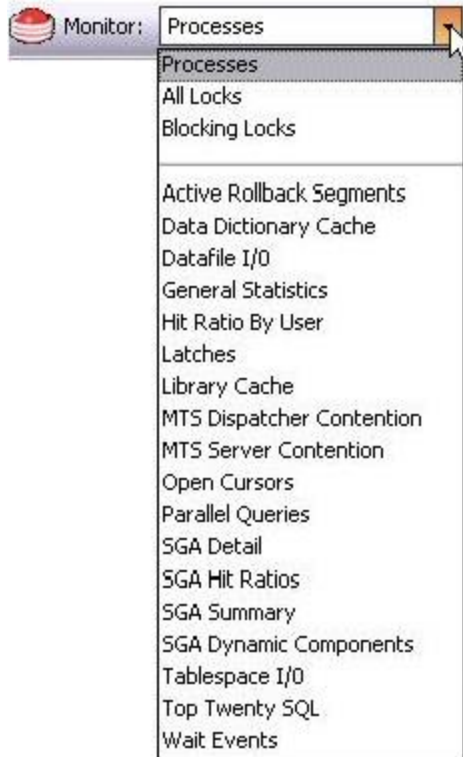 Monitor: Processes
Processes
All Locks
Blocking Locks
Active Rollback Segments
Data Dictionary Cache
Datafile I/O
General Statistics
Hit Ratio By User
Latches
Library Cache
MTS Dispatcher Contention
MTS Server Contention
Open Cursors
Parallel Queries
SGA Detail
SGA Hit Ratios
SGA Summary
SGA Dynamic Components
Tablespace I/O
Top Twenty SQL
Wait Events